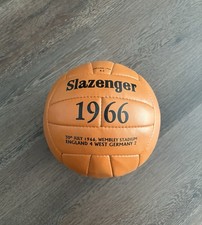 Slazenger
1966
30TH JULY 1966. WEMBLEY STADIUM
ENGLAND 4 WEST GERMANY 2